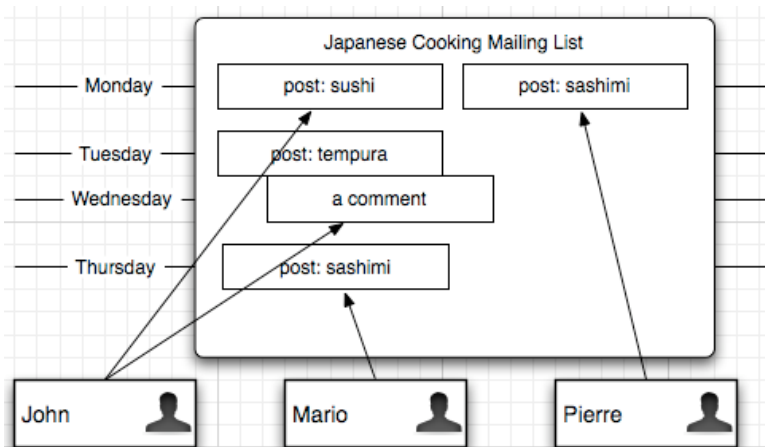 Japanese Cooking Mailing List
Monday
post: sushi
post: sashimi
Tuesday
post: tempura
Wednesday
a comment
Thursday
post: sashimi
John
Mario
Pierre